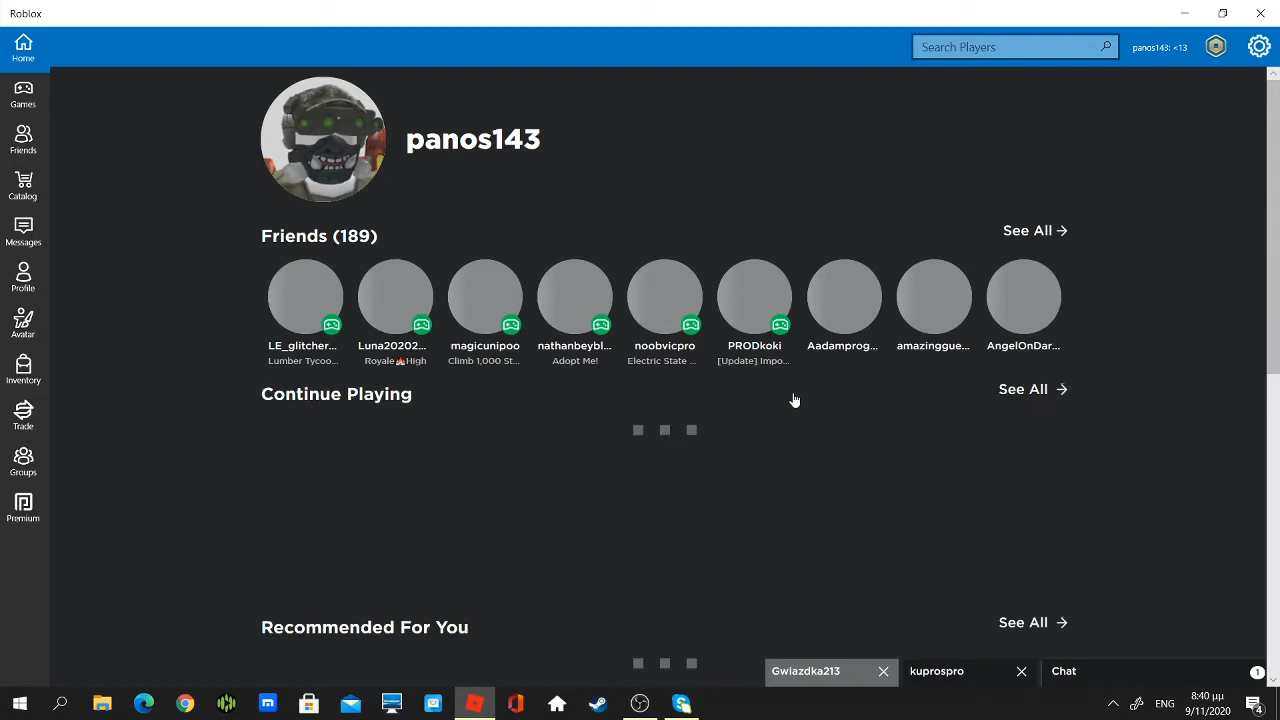 Roblox
Home
Search Players
panos143: <13
Games
Friends
Catalog
Messages
Profile
Avatar
Inventory
Trade
Groups
Premium
panos143
Friends (189)
See All
LE_glitcher...
Luna20202...
magicunipoo
nathanbeybl...
noobvicpro
PRODkoki
Aadamprog...
amazinggue...
AngelOnDar...
Lumber Tycoo...
Royale🔥High
Climb 1,000 St...
Adopt Me!
Electric State ...
[Update] Impo...
Continue Playing
See All
Recommended For You
See All
Gwiazdka213
kuprospro
Chat
1
ΕΝΓ
8:40 μμ
9/11/2020
4